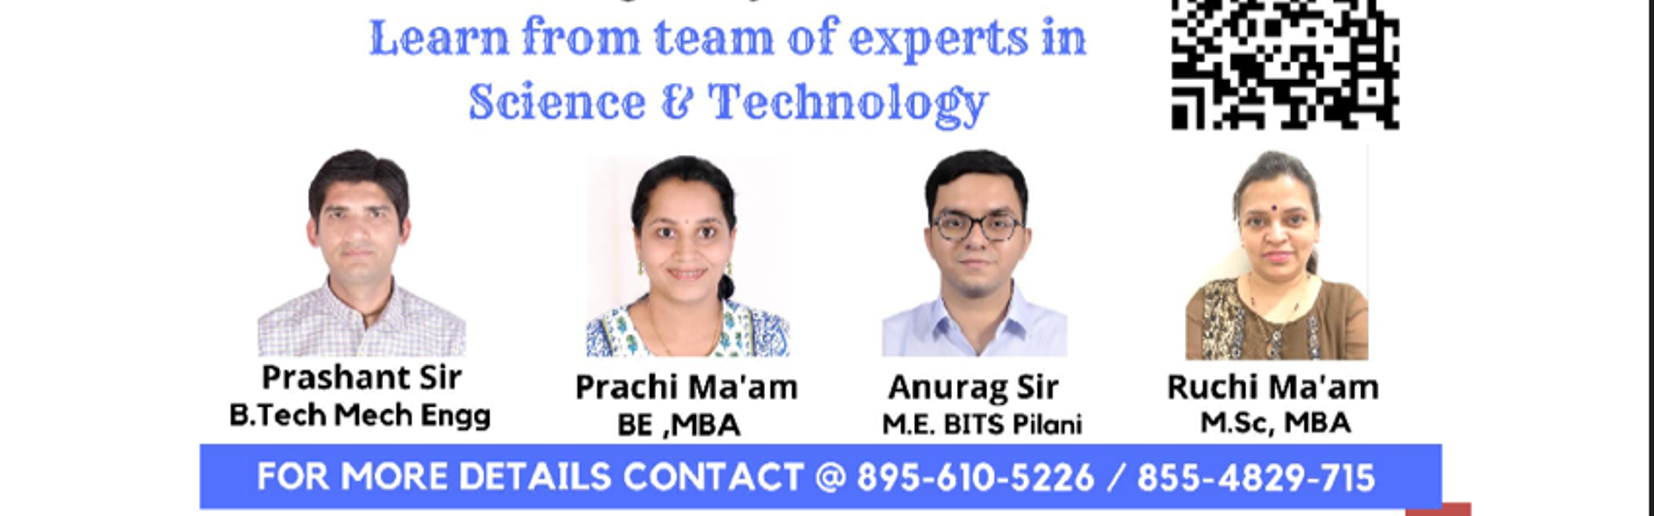 Learn from team of experts in
Science & Technology
Prashant Sir
B.Tech Mech Engg
Prachi Ma'am
BE ,MBA
Anurag Sir
M.E. BITS Pilani
Ruchi Ma'am
M.Sc, MBA
FOR MORE DETAILS CONTACT @ 895-610-5226 / 855-4829-715